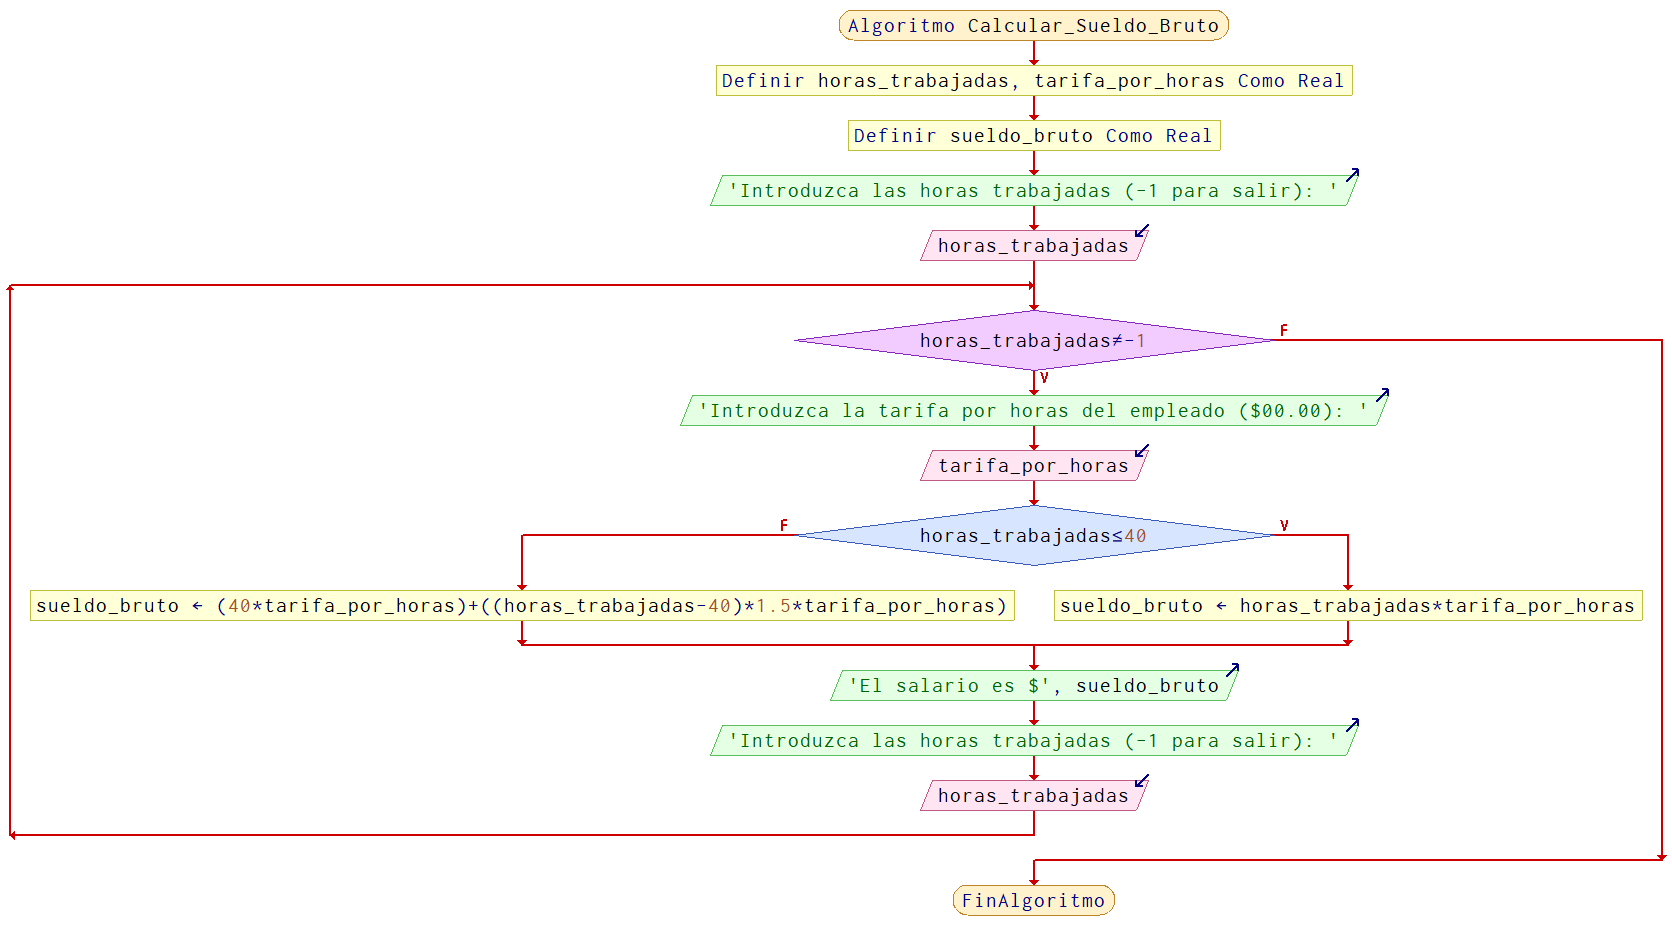 Algoritmo Calcular_Sueldo_Bruto
Definir horas_trabajadas, tarifa_por_horas Como Real
Definir sueldo_bruto Como Real
'Introduzca las horas trabajadas (-1 para salir): '
horas_trabajadas
horas_trabajadas≠-1
F
V
'Introduzca la tarifa por horas del empleado ($00.00): '
tarifa_por_horas
F
V
horas_trabajadas≤40
sueldo_bruto ← (40*tarifa_por_horas)+((horas_trabajadas-40)*1.5*tarifa_por_horas)
sueldo_bruto ← horas_trabajadas*tarifa_por_horas
'El salario es $', sueldo_bruto
'Introduzca las horas trabajadas (-1 para salir): '
horas_trabajadas
FinAlgoritmo